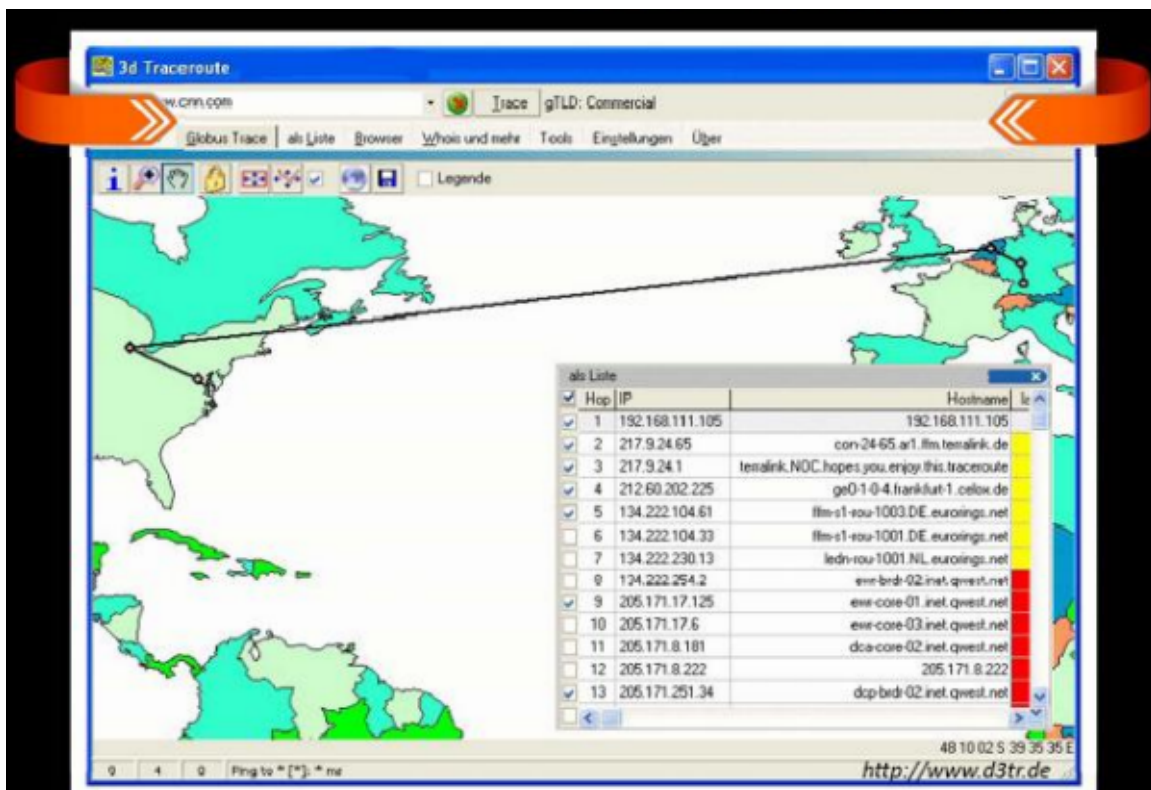 3d Traceroute
w.cnn.com Trace gTLD: Commercial
Globus Trace als Liste Browser Whois und mehr Tools Einstellungen Über
Legende
als Liste
Hop IP Hostname
1 192.168.111.105 192.168.111.105
2 217.9.24.65 con-24-65.ar1.ffm.terralink.de
3 217.9.24.1 terralink.NOC.hopes.you.enjoy.this.traceroute
4 212.60.202.225 ge0-1-0-4.frankfurt-1.celox.de
5 134.222.104.61 ffm-s1-rou-1003.DE.eurorings.net
6 134.222.104.33 ffm-s1-rou-1001.DE.eurorings.net
7 134.222.230.13 ledn-rou-1001.NL.eurorings.net
8 134.222.254.2 ewr-brdr-02.inet.qwest.net
9 205.171.17.125 ewr-core-01.inet.qwest.net
10 205.171.17.6 ewr-core-03.inet.qwest.net
11 205.171.8.181 dca-core-02.inet.qwest.net
12 205.171.8.222 205.171.8.222
13 205.171.251.34 dcp-brdr-02.inet.qwest.net
48 10 02 S 39 35 35 E
0 4 0 Ping to * [*]: * ms
http://www.d3tr.de